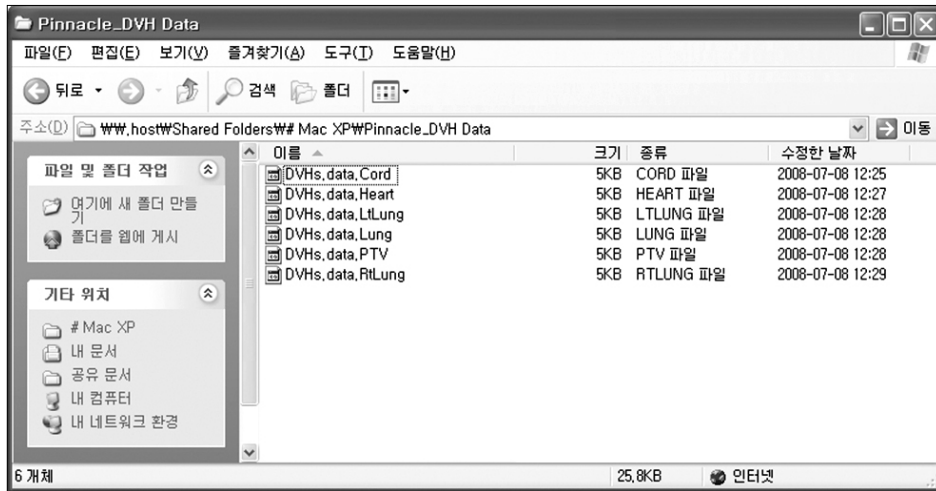 Pinnacle_DVH Data
파일(F) 편집(E) 보기(V) 즐겨찾기(A) 도구(T) 도움말(H)
뒤로 검색 폴더
주소(D) ₩₩.host₩Shared Folders₩# Mac XP₩Pinnacle_DVH Data 이동
파일 및 폴더 작업
여기에 새 폴더 만들
기
폴더를 웹에 게시
기타 위치
# Mac XP
내 문서
공유 문서
내 컴퓨터
내 네트워크 환경
이름 크기 종류 수정한 날짜
DVHs.data.Cord 5KB CORD 파일 2008-07-08 12:25
DVHs.data.Heart 5KB HEART 파일 2008-07-08 12:27
DVHs.data.LtLung 5KB LTLUNG 파일 2008-07-08 12:28
DVHs.data.Lung 5KB LUNG 파일 2008-07-08 12:28
DVHs.data.PTV 5KB PTV 파일 2008-07-08 12:28
DVHs.data.RtLung 5KB RTLUNG 파일 2008-07-08 12:29
6 개체 25.8KB 인터넷